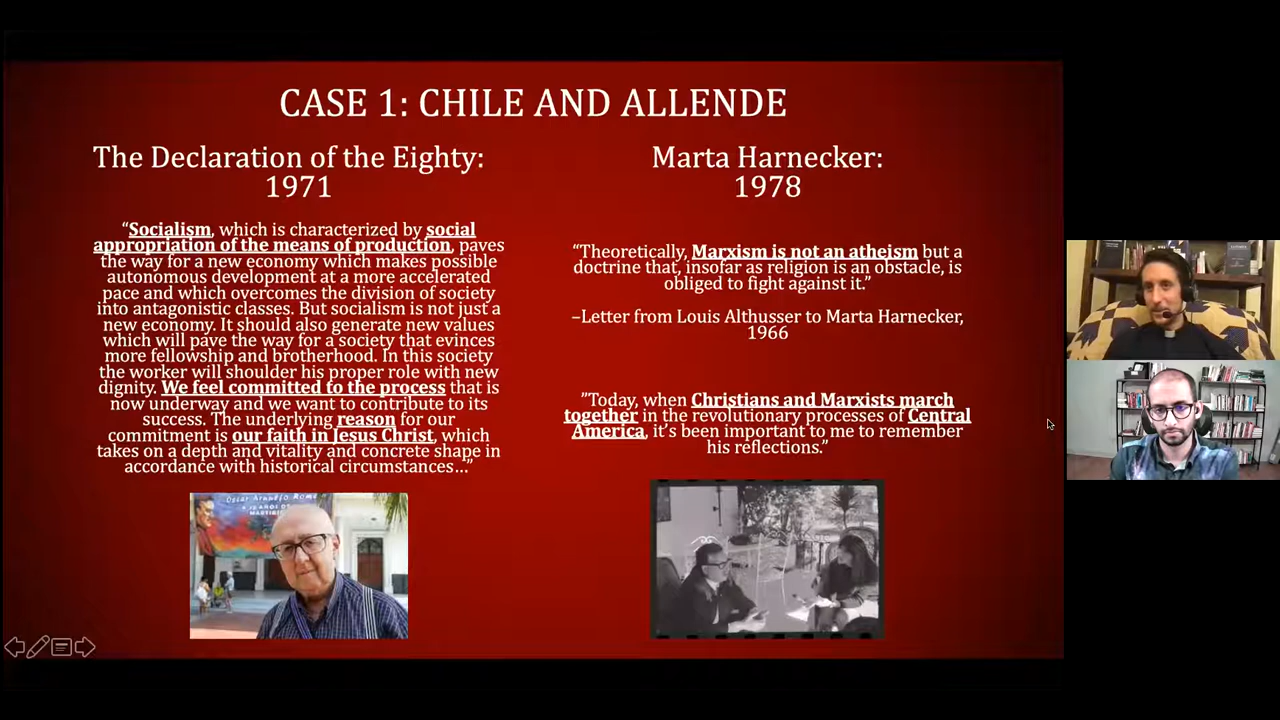 CASE 1: CHILE AND ALLENDE
The Declaration of the Eighty:
1971
“Socialism, which is characterized by social
appropriation of the means of production, paves
the way for a new economy which makes possible
autonomous development at a more accelerated
pace and which overcomes the division of society
into antagonistic classes. But socialism is not just a
new economy. It should also generate new values
which will pave the way for a society that evinces
more fellowship and brotherhood. In this society
the worker will shoulder his proper role with new
dignity. We feel committed to the process that is
now underway and we want to contribute to its
success. The underlying reason for our
commitment is our faith in Jesus Christ, which
takes on a depth and vitality and concrete shape in
accordance with historical circumstances…”
Marta Harnecker:
1978
“Theoretically, Marxism is not an atheism but a
doctrine that, insofar as religion is an obstacle, is
obliged to fight against it.”
–Letter from Louis Althusser to Marta Harnecker,
1966
”Today, when Christians and Marxists march
together in the revolutionary processes of Central
America, it’s been important to me to remember
his reflections.”